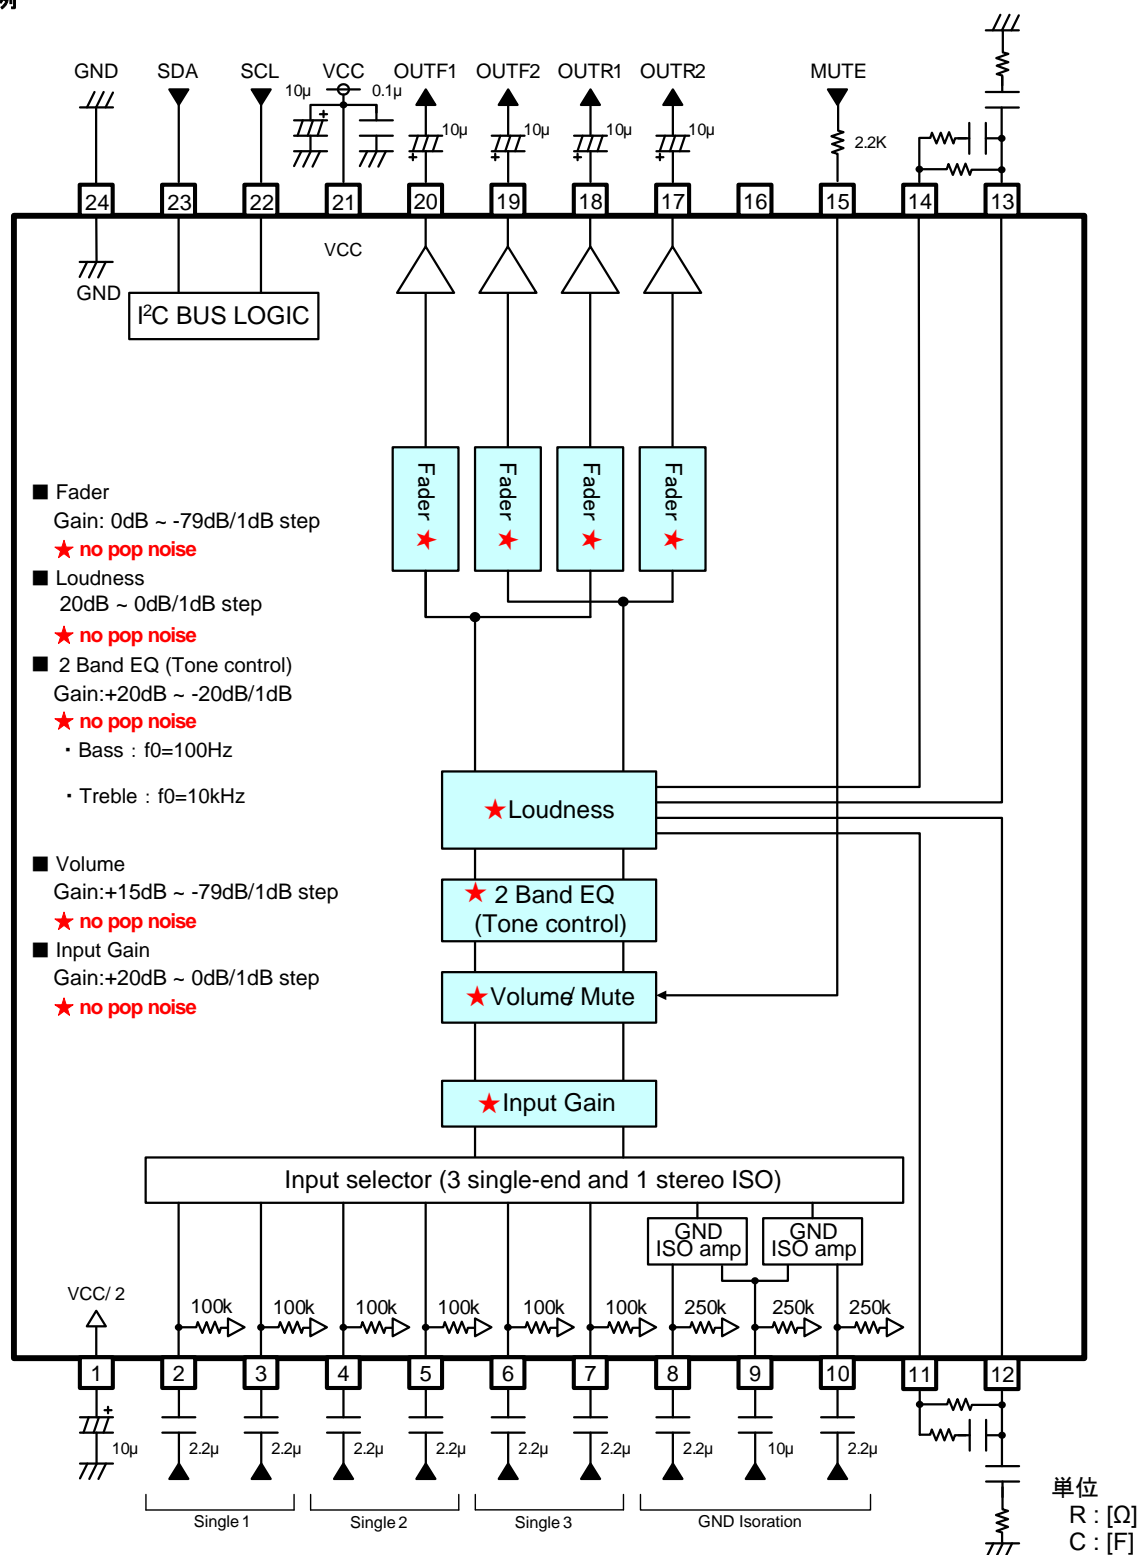 例
GND SDA SCL VCC OUTF1 OUTF2 OUTR1 OUTR2 MUTE
10μ 0.1μ 10μ 10μ 10μ 10μ 2.2K
24 23 22 21 20 19 18 17 16 15 14 13
VCC
GND
I²C BUS LOGIC
Fader ★ Fader ★ Fader ★ Fader ★
■ Fader
Gain: 0dB ~ -79dB/1dB step
★ no pop noise
■ Loudness
20dB ~ 0dB/1dB step
★ no pop noise
■ 2 Band EQ (Tone control)
Gain:+20dB ~ -20dB/1dB
★ no pop noise
・Bass : f0=100Hz
・Treble : f0=10kHz
■ Volume
Gain:+15dB ~ -79dB/1dB step
★ no pop noise
■ Input Gain
Gain:+20dB ~ 0dB/1dB step
★ no pop noise
★Loudness
★ 2 Band EQ
(Tone control)
★Volume/ Mute
★Input Gain
Input selector (3 single-end and 1 stereo ISO)
GND
ISO amp
GND
ISO amp
VCC/ 2
100k 100k 100k 100k 100k 100k 250k 250k 250k
1 2 3 4 5 6 7 8 9 10 11 12
10μ 2.2μ 2.2μ 2.2μ 2.2μ 2.2μ 2.2μ 2.2μ 10μ 2.2μ
Single 1 Single 2 Single 3 GND Isoration
単位
R : [Ω]
C : [F]